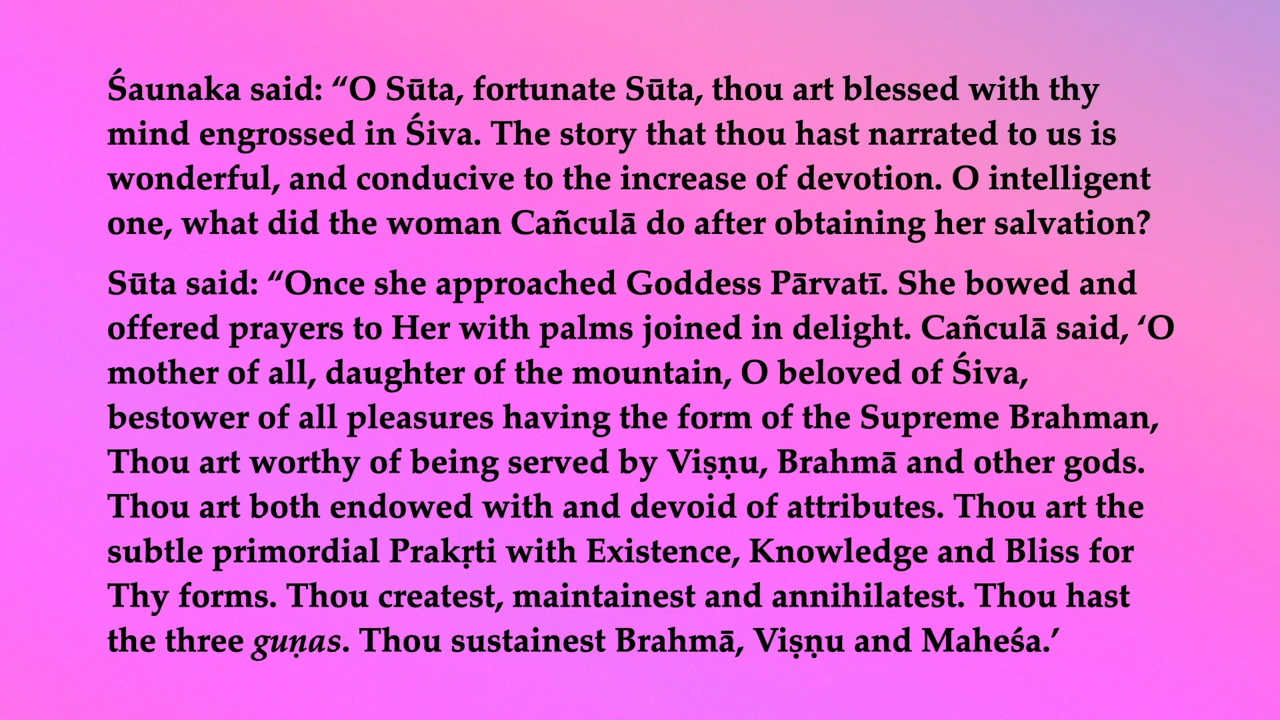 Śaunaka said: “O Sūta, fortunate Sūta, thou art blessed with thy
mind engrossed in Śiva. The story that thou hast narrated to us is
wonderful, and conducive to the increase of devotion. O intelligent
one, what did the woman Cañculā do after obtaining her salvation?
Sūta said: “Once she approached Goddess Pārvatī. She bowed and
offered prayers to Her with palms joined in delight. Cañculā said, ‘O
mother of all, daughter of the mountain, O beloved of Śiva,
bestower of all pleasures having the form of the Supreme Brahman,
Thou art worthy of being served by Viṣṇu, Brahmā and other gods.
Thou art both endowed with and devoid of attributes. Thou art the
subtle primordial Prakṛti with Existence, Knowledge and Bliss for
Thy forms. Thou createst, maintainest and annihilatest. Thou hast
the three guṇas. Thou sustainest Brahmā, Viṣṇu and Maheśa.’